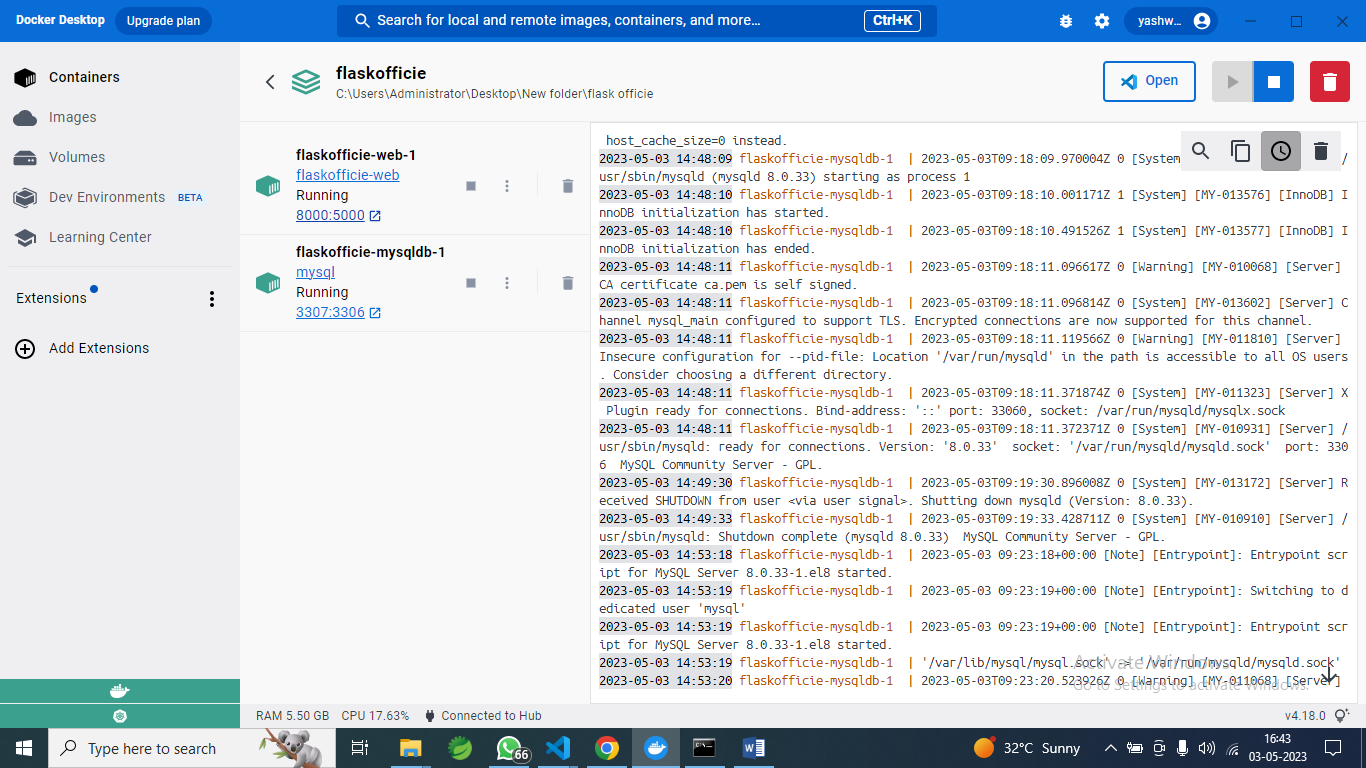 Docker Desktop
Upgrade plan
Search for local and remote images, containers, and more…
Ctrl+K
yashw...
Containers
Images
Volumes
Dev Environments BETA
Learning Center
Extensions
Add Extensions
flaskofficie
C:\Users\Administrator\Desktop\New folder\flask officie
Open
flaskofficie-web-1
flaskofficie-web
Running
8000:5000
flaskofficie-mysqldb-1
mysql
Running
3307:3306
host_cache_size=0 instead.
2023-05-03 14:48:09 flaskofficie-mysqldb-1 | 2023-05-03T09:18:09.970004Z 0 [System] /
usr/sbin/mysqld (mysqld 8.0.33) starting as process 1
2023-05-03 14:48:10 flaskofficie-mysqldb-1 | 2023-05-03T09:18:10.001171Z 1 [System] [MY-013576] [InnoDB] I
nnoDB initialization has started.
2023-05-03 14:48:10 flaskofficie-mysqldb-1 | 2023-05-03T09:18:10.491526Z 1 [System] [MY-013577] [InnoDB] I
nnoDB initialization has ended.
2023-05-03 14:48:11 flaskofficie-mysqldb-1 | 2023-05-03T09:18:11.096617Z 0 [Warning] [MY-010068] [Server]
CA certificate ca.pem is self signed.
2023-05-03 14:48:11 flaskofficie-mysqldb-1 | 2023-05-03T09:18:11.096814Z 0 [System] [MY-013602] [Server] C
hannel mysql_main configured to support TLS. Encrypted connections are now supported for this channel.
2023-05-03 14:48:11 flaskofficie-mysqldb-1 | 2023-05-03T09:18:11.119566Z 0 [Warning] [MY-011810] [Server]
Insecure configuration for --pid-file: Location '/var/run/mysqld' in the path is accessible to all OS users
. Consider choosing a different directory.
2023-05-03 14:48:11 flaskofficie-mysqldb-1 | 2023-05-03T09:18:11.371874Z 0 [System] [MY-011323] [Server] X
Plugin ready for connections. Bind-address: '::' port: 33060, socket: /var/run/mysqld/mysqlx.sock
2023-05-03 14:48:11 flaskofficie-mysqldb-1 | 2023-05-03T09:18:11.372371Z 0 [System] [MY-010931] [Server] /
usr/sbin/mysqld: ready for connections. Version: '8.0.33' socket: '/var/run/mysqld/mysqld.sock' port: 330
6 MySQL Community Server - GPL.
2023-05-03 14:49:30 flaskofficie-mysqldb-1 | 2023-05-03T09:19:30.896008Z 0 [System] [MY-013172] [Server] R
eceived SHUTDOWN from user <via user signal>. Shutting down mysqld (Version: 8.0.33).
2023-05-03 14:49:33 flaskofficie-mysqldb-1 | 2023-05-03T09:19:33.428711Z 0 [System] [MY-010910] [Server] /
usr/sbin/mysqld: Shutdown complete (mysqld 8.0.33) MySQL Community Server - GPL.
2023-05-03 14:53:18 flaskofficie-mysqldb-1 | 2023-05-03 09:23:18+00:00 [Note] [Entrypoint]: Entrypoint scr
ipt for MySQL Server 8.0.33-1.el8 started.
2023-05-03 14:53:19 flaskofficie-mysqldb-1 | 2023-05-03 09:23:19+00:00 [Note] [Entrypoint]: Switching to d
edicated user 'mysql'
2023-05-03 14:53:19 flaskofficie-mysqldb-1 | 2023-05-03 09:23:19+00:00 [Note] [Entrypoint]: Entrypoint scr
ipt for MySQL Server 8.0.33-1.el8 started.
2023-05-03 14:53:19 flaskofficie-mysqldb-1 | '/var/lib/mysql/mysql.sock' -> '/var/run/mysqld/mysqld.sock'
2023-05-03 14:53:20 flaskofficie-mysqldb-1 | 2023-05-03T09:23:20.523926Z 0 [Warning] [MY-011068] [Server]
Activate Windows
Go to Settings to activate Windows.
RAM 5.50 GB CPU 17.63% Connected to Hub
v4.18.0
Type here to search
66
32°C Sunny
16:43
03-05-2023